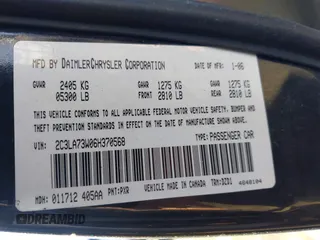 MFD BY DAIMLERCHRYSLER CORPORATION
DATE OF MFR 1-06
GVWR 2405 KG GAWR 1275 KG GAWR 1275 KG
05300 LB FRONT 2810 LB REAR 2810 LB
THIS VEHICLE CONFORMS TO ALL APPLICABLE FEDERAL MOTOR VEHICLE SAFETY, BUMPER AND
THEFT PREVENTION STANDARDS IN EFFECT ON THE DATE OF MANUFACTURE SHOWN ABOVE.
VIN: 2C3LA73W06H370568 TYPE: PASSENGER CAR
VEHICLE MADE IN CANADA
MDH: 011712 405AA PNT: PXR TRM: DZD1 4648104
DREAMBID